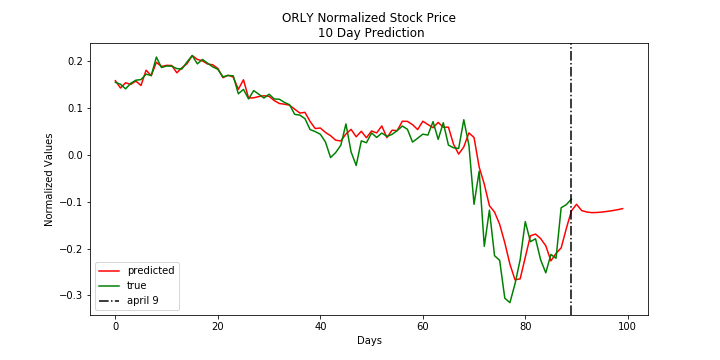 ORLY Normalized Stock Price
10 Day Prediction
Normalized Values
0.2
0.1
0.0
−0.1
−0.2
−0.3
predicted
true
april 9
0 20 40 60 80 100
Days